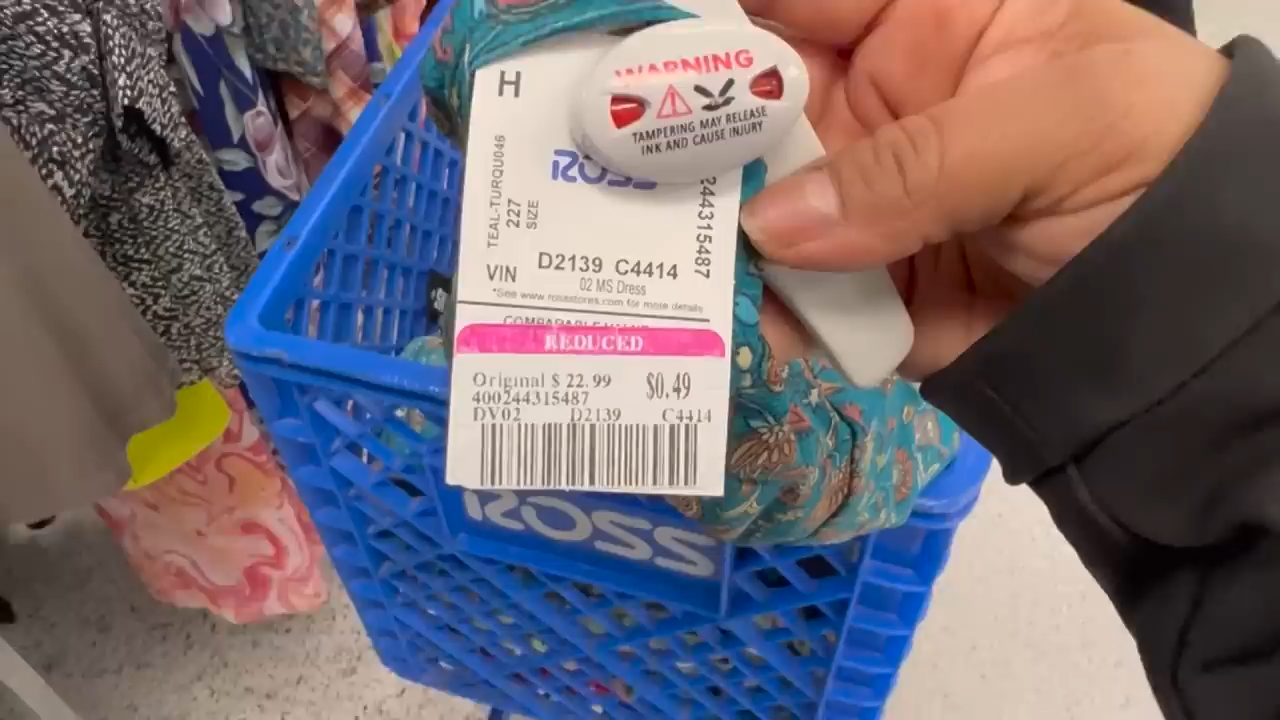 H
WARNING
TAMPERING MAY RELEASE
INK AND CAUSE INJURY
ROSS
TEAL-TURQU046
227
SIZE
244315487
D2139 C4414
VIN
02 MS Dress
*See www.rossstores.com for more details
REDUCED
Original $ 22.99
$0.49
400244315487
DV02 D2139 C4414
ROSS